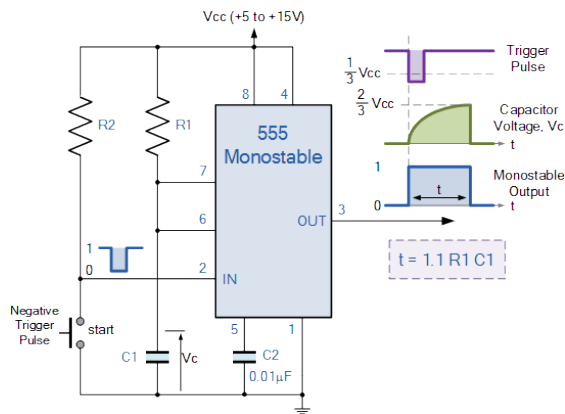 Vcc (+5 to +15V)
8
4
R2
R1
555
Monostable
7
6
OUT
3
1
0
2
IN
Negative
Trigger
Pulse
start
C1
Vc
5
1
C2
0.01µF
Trigger
Pulse
1/3 Vcc
2/3 Vcc
Capacitor
Voltage, Vc
t
Monostable
Output
1
t
0
t
t = 1.1 R1 C1